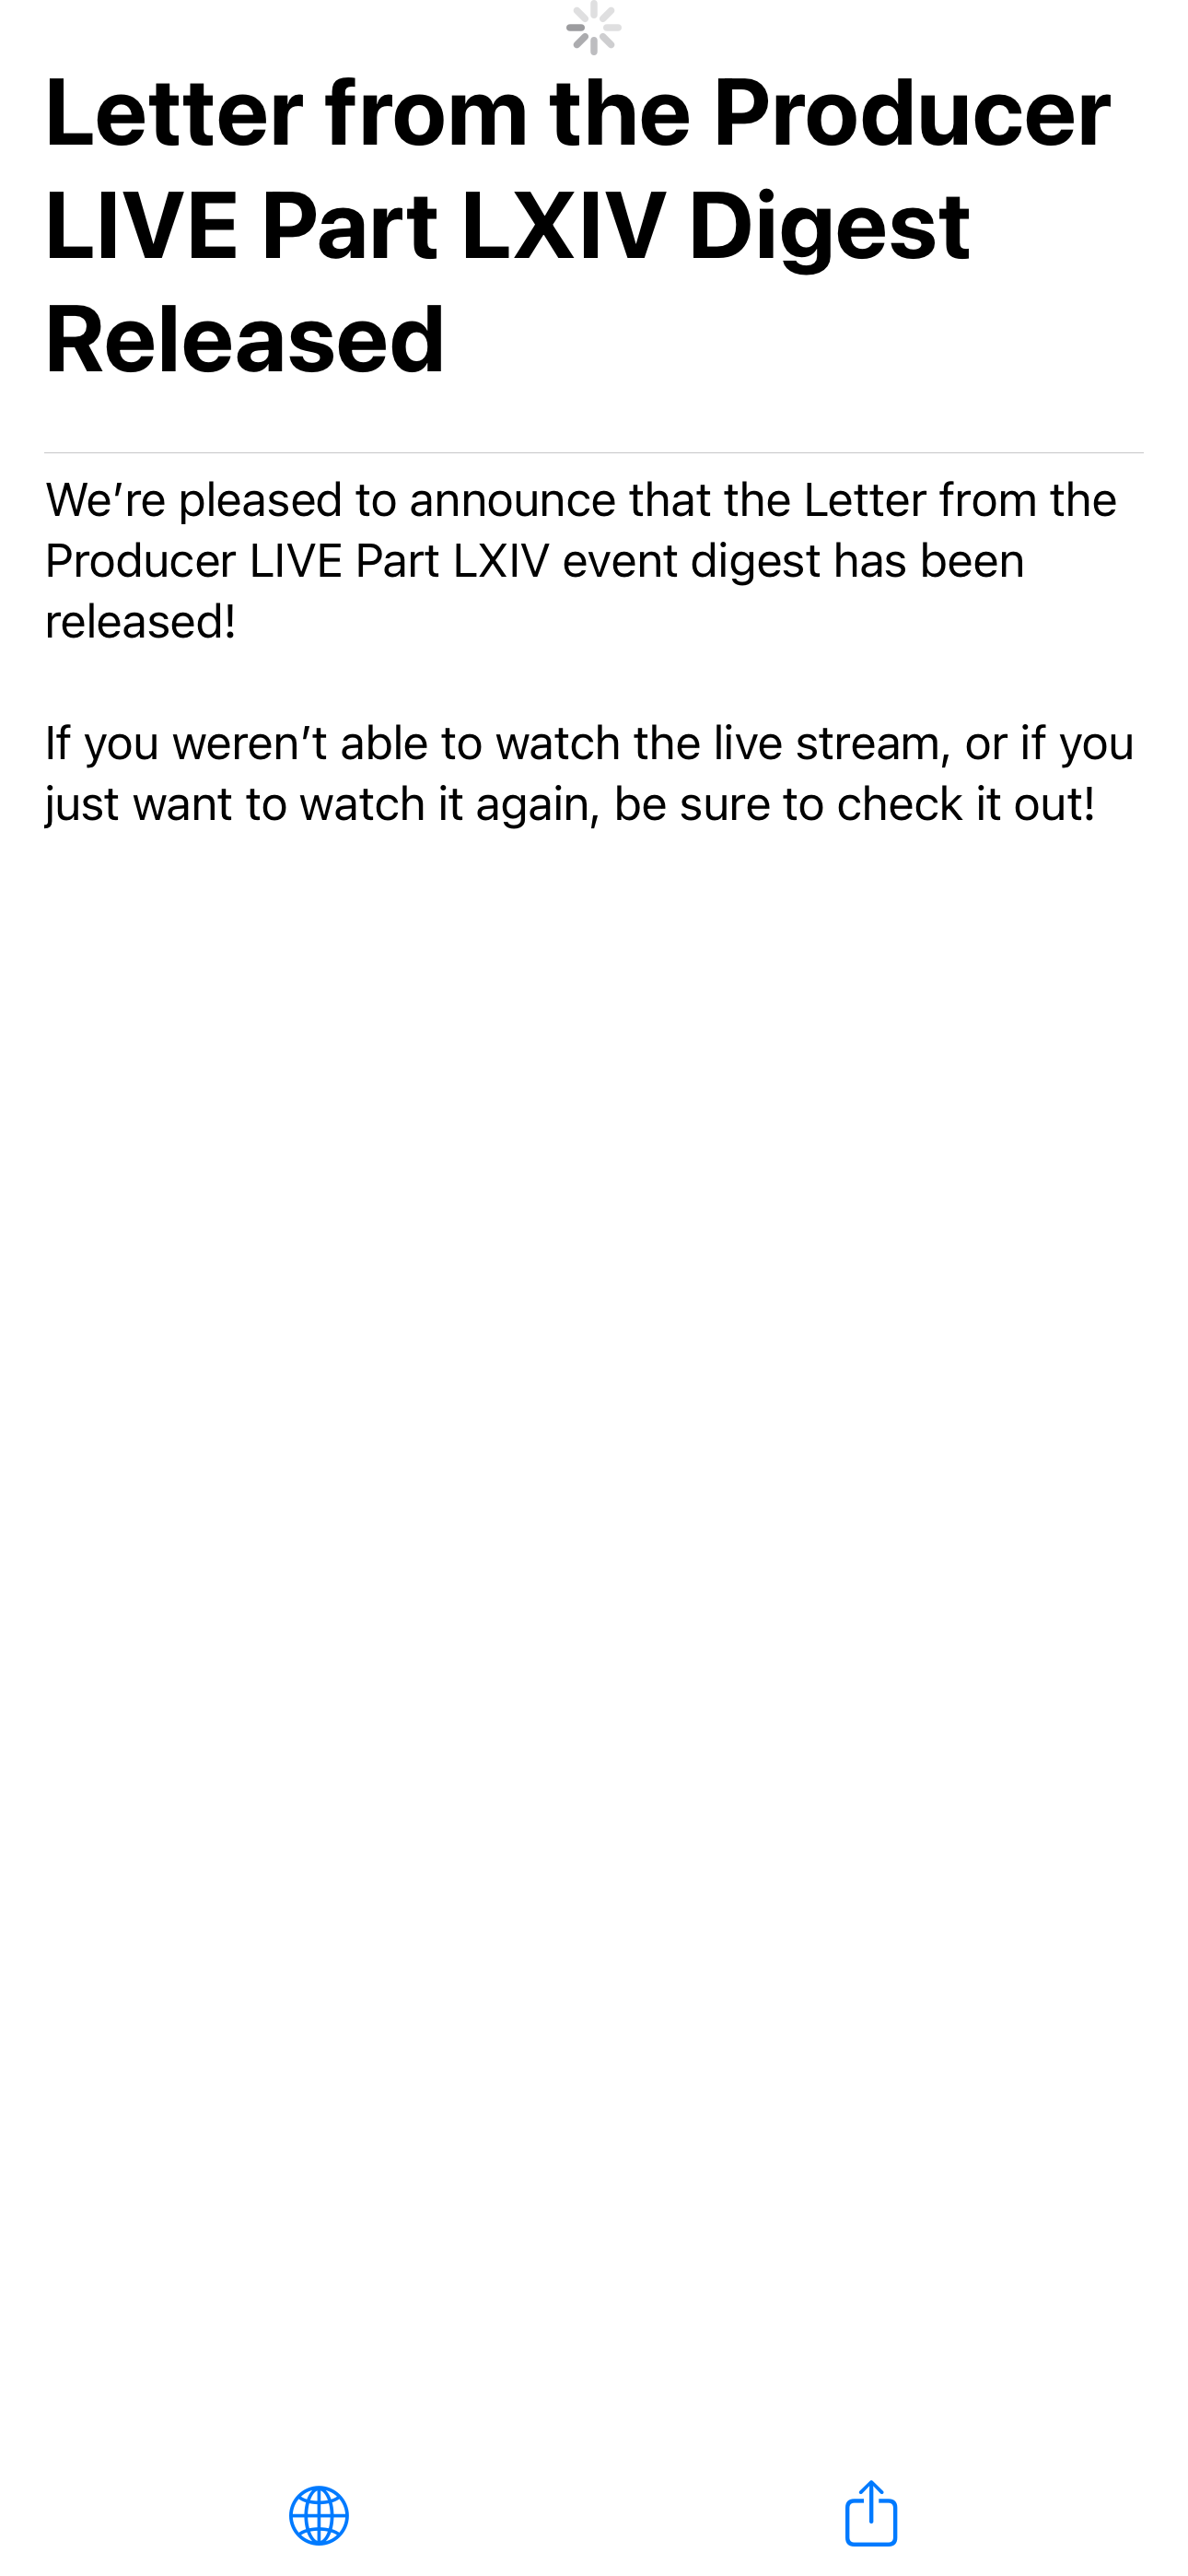 Letter from the Producer
LIVE Part LXIV Digest
Released
We’re pleased to announce that the Letter from the
Producer LIVE Part LXIV event digest has been
released!
If you weren’t able to watch the live stream, or if you
just want to watch it again, be sure to check it out!